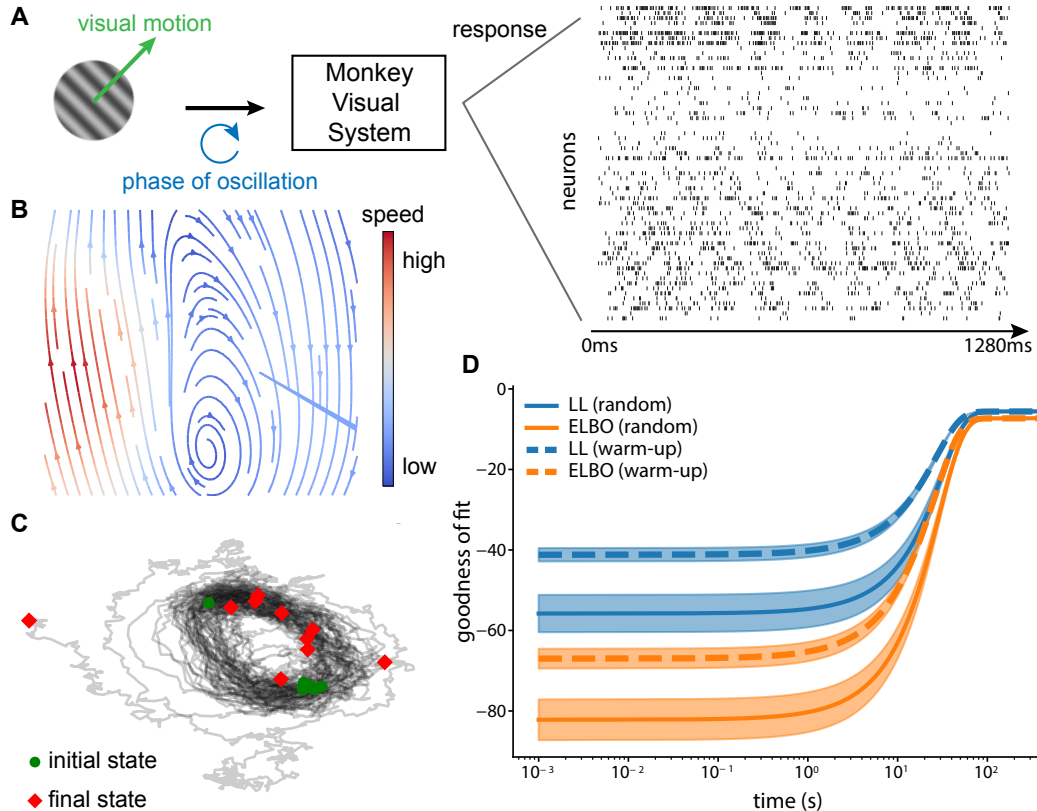 A
visual motion
phase of oscillation
Monkey
Visual
System
response
neurons
0ms
1280ms
B
speed
high
low
C
initial state
final state
D
LL (random)
ELBO (random)
LL (warm-up)
ELBO (warm-up)
goodness of fit
0
−20
−40
−60
−80
10⁻³
10⁻²
10⁻¹
10⁰
10¹
10²
time (s)